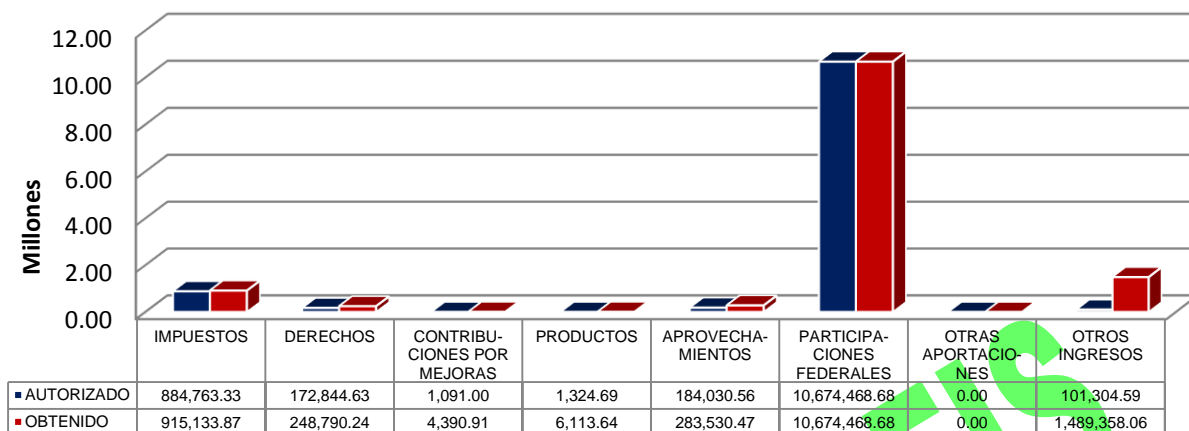 12.00
10.00
8.00
6.00
4.00
2.00
0.00
Millones
IMPUESTOS
DERECHOS
CONTRIBU-
CIONES POR
MEJORAS
PRODUCTOS
APROVECHA-
MIENTOS
PARTICIPA-
CIONES
FEDERALES
OTRAS
APORTACIO-
NES
OTROS
INGRESOS
AUTORIZADO 884,763.33 172,844.63 1,091.00 1,324.69 184,030.56 10,674,468.68 0.00 101,304.59
OBTENIDO 915,133.87 248,790.24 4,390.91 6,113.64 283,530.47 10,674,468.68 0.00 1,489,358.06